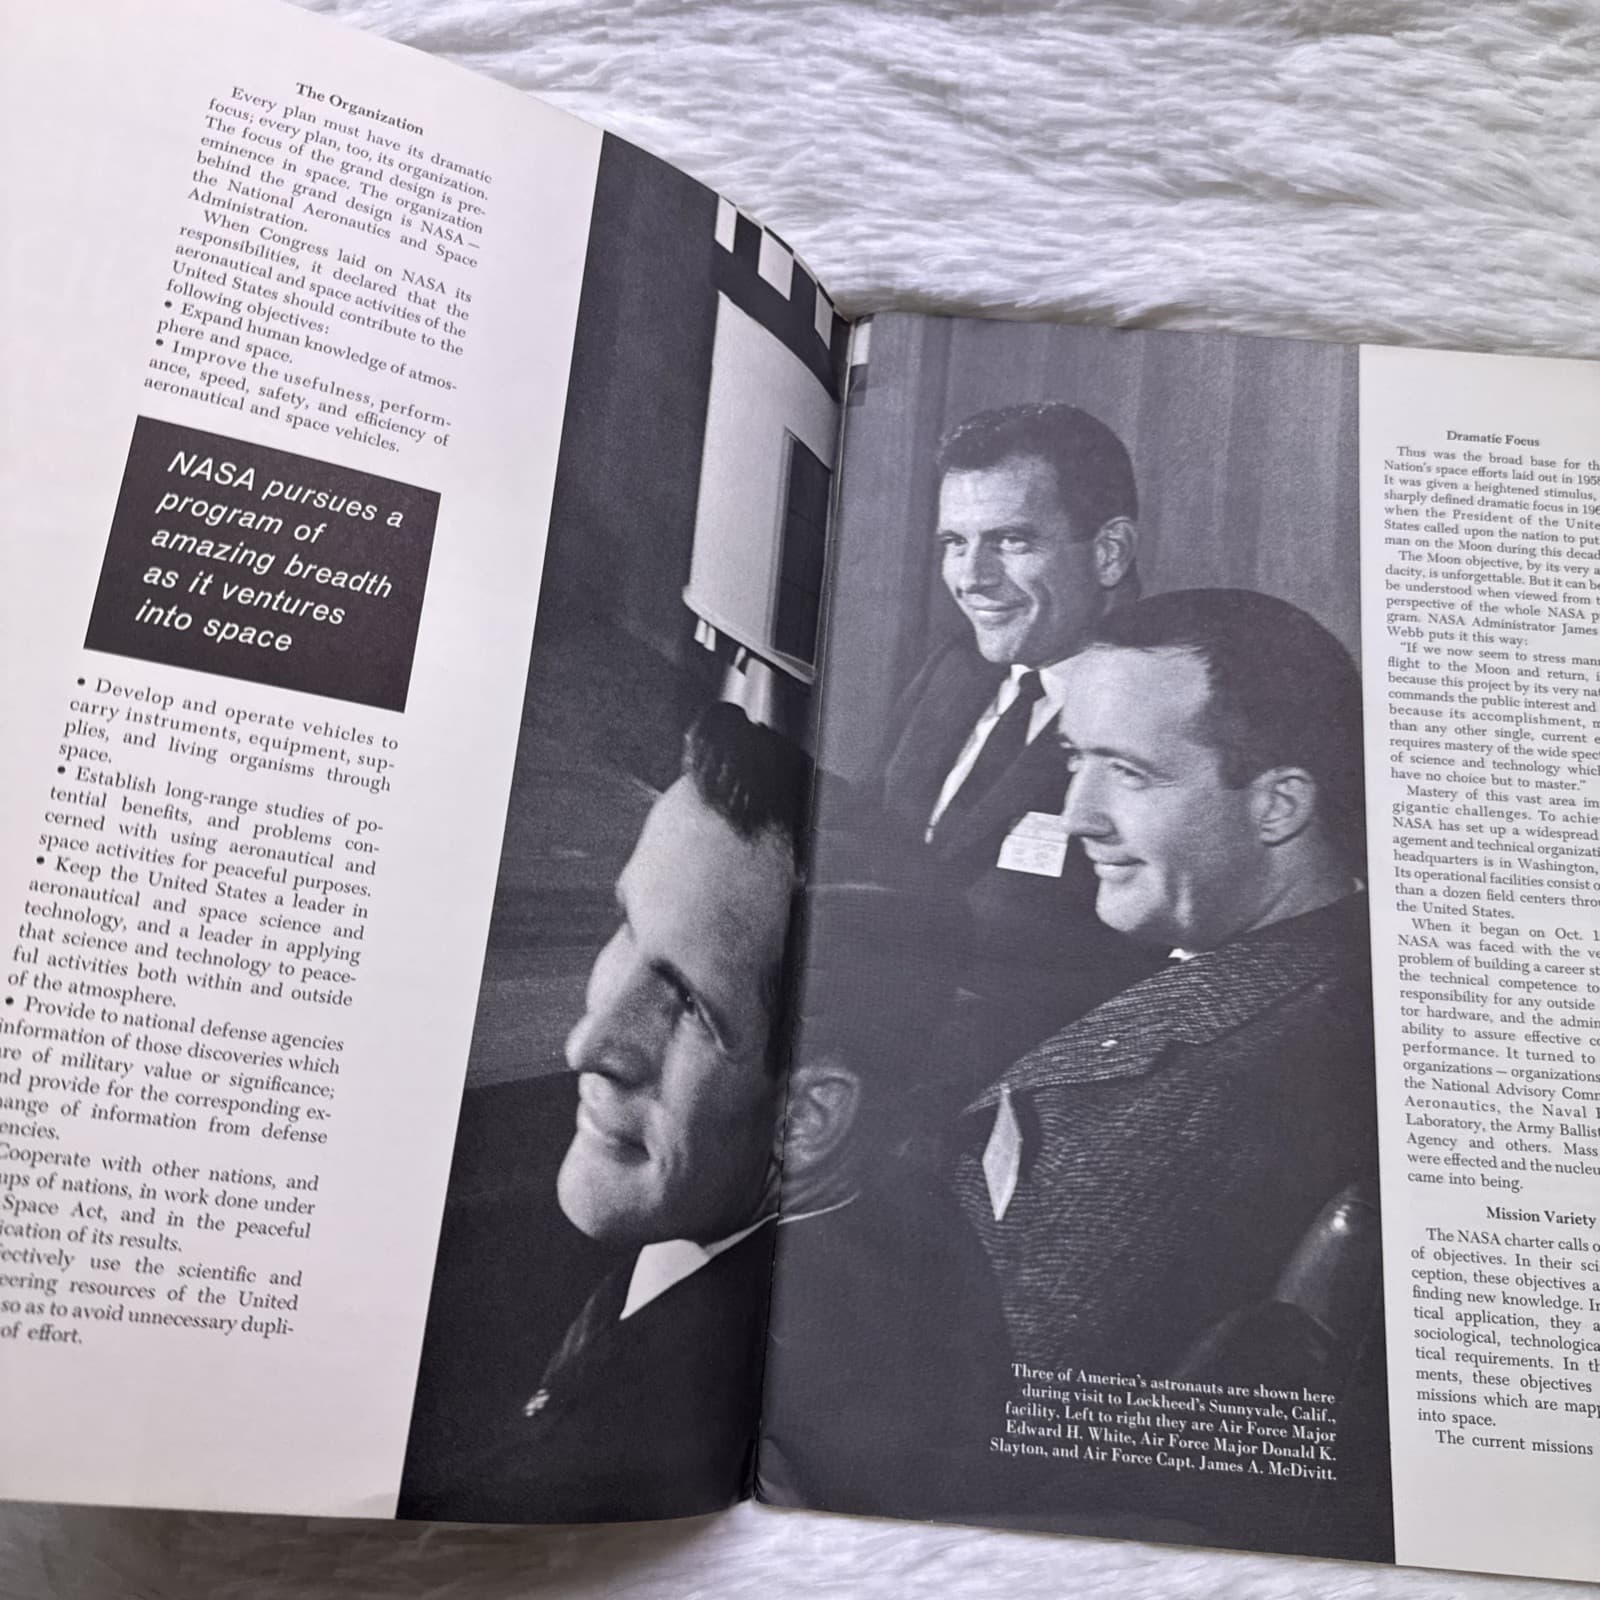 The Organization
Every plan must have its dramatic
focus; every plan, too, its organization.
The focus of the grand design is pre-
eminence in space. The organization
behind the grand design is NASA —
the National Aeronautics and Space
Administration.
When Congress laid on NASA its
responsibilities, it declared that the
aeronautical and space activities of the
United States should contribute to the
following objectives:
• Expand human knowledge of atmos-
phere and space.
• Improve the usefulness, perform-
ance, speed, safety, and efficiency of
aeronautical and space vehicles.
NASA pursues a
program of
amazing breadth
as it ventures
into space
• Develop and operate vehicles to
carry instruments, equipment, sup-
plies, and living organisms through
space.
• Establish long-range studies of po-
tential benefits, and problems con-
cerned with using aeronautical and
space activities for peaceful purposes.
• Keep the United States a leader in
aeronautical and space science and
technology, and a leader in applying
that science and technology to peace-
ful activities both within and outside
of the atmosphere.
• Provide to national defense agencies
information of those discoveries which
of military value or significance;
provide for the corresponding ex-
of information from defense
Cooperate with other nations, and
of nations, in work done under
Space Act, and in the peaceful
of its results.
use the scientific and
resources of the United
so as to avoid unnecessary dupli-
of effort.
Three of America's astronauts are shown here
during visit to Lockheed's Sunnyvale, Calif.,
facility. Left to right they are Air Force Major
Edward H. White, Air Force Major Donald K.
Slayton, and Air Force Capt. James A. McDivitt.
Dramatic Focus
Thus was the broad base for
Nation's space efforts laid out in
It was given a heightened stimulus,
sharply defined dramatic focus in
when the President of the
States called upon the nation to put
man on the Moon during this
The Moon objective, by its very
is unforgettable. But it can
be understood when viewed from
perspective of the whole NASA
gram. NASA Administrator James
Webb puts it this way:
"If we now seem to stress
flight to the Moon and return,
because this project by its very
commands the public interest and
because its accomplishment,
than any other single, current
requires mastery of the wide
of science and technology
have no choice but to master."
Mastery of this vast area
gigantic challenges. To
NASA has set up a widespread
agement and technical
headquarters is in Washington,
Its operational facilities consist
than a dozen field centers
the United States.
When it began on Oct.
NASA was faced with the
problem of building a career
the technical competence to
responsibility for any outside
tor hardware, and the
ability to assure effective
performance. It turned to
organizations — organizations
the National Advisory
Aeronautics, the Naval
Laboratory, the Army
Agency and others. Mass
were effected and the
came into being.
Mission Variety
The NASA charter calls
of objectives. In their
ception, these objectives
finding new knowledge.
tical application, they
sociological,
tical requirements. In
ments, these objectives
missions which are
into space.
The current missions